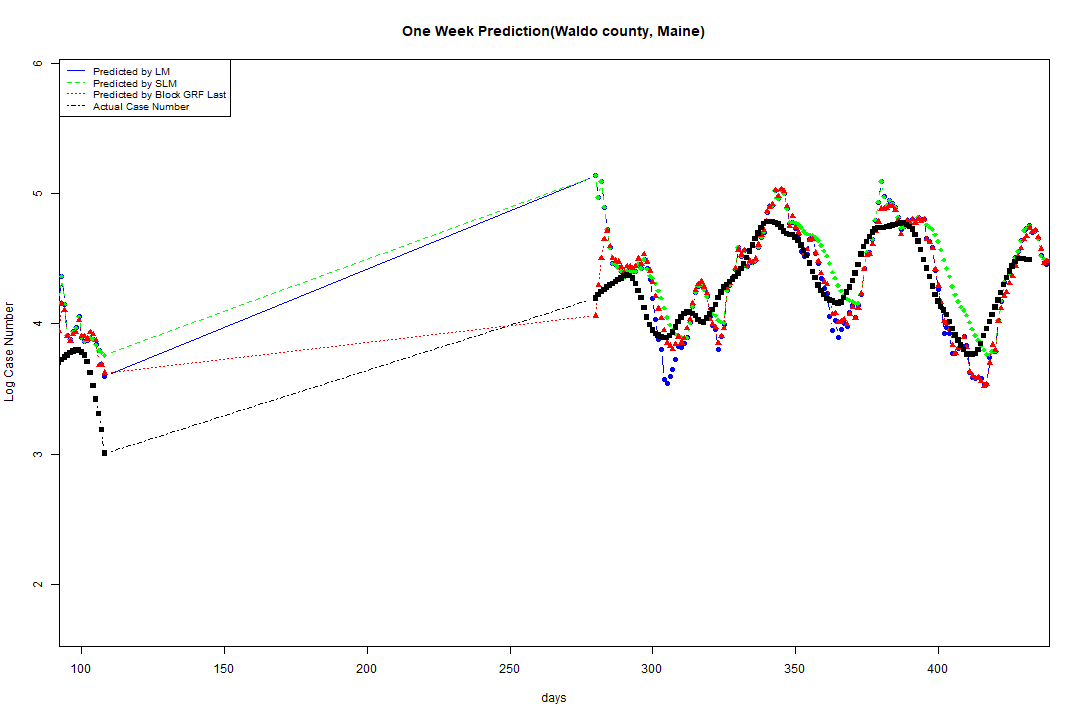 One Week Prediction(Waldo county, Maine)
Predicted by LM
Predicted by SLM
Predicted by Block GRF Last
Actual Case Number
6
5
4
3
2
Log Case Number
100 150 200 250 300 350 400
days